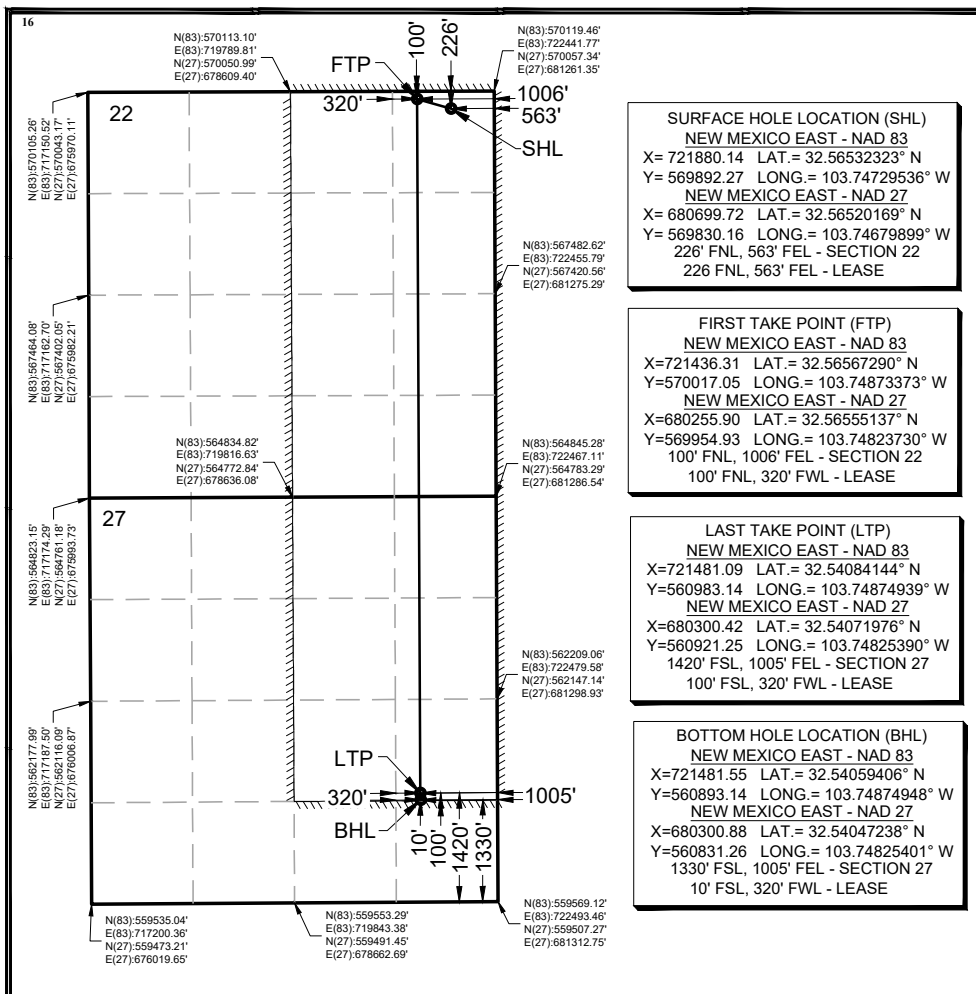 16
N(83):570113.10'
E(83):719789.81'
N(27):570050.99'
E(27):678609.40'
N(83):570119.46'
E(83):722441.77'
N(27):570057.34'
E(27):681261.35'
FTP
100'
226'
320'
1006'
563'
SHL
22
N(83):570105.26'
E(83):717150.52'
N(27):570043.17'
E(27):675970.11'
N(83):567482.62'
E(83):722455.79'
N(27):567420.56'
E(27):681275.29'
N(83):567464.08'
E(83):717162.70'
N(27):567402.05'
E(27):675982.21'
N(83):564834.82'
E(83):719816.63'
N(27):564772.84'
E(27):678636.08'
N(83):564845.28'
E(83):722467.11'
N(27):564783.29'
E(27):681286.54'
27
N(83):564823.15'
E(83):717174.29'
N(27):564761.18'
E(27):675993.73'
N(83):562209.06'
E(83):722479.58'
N(27):562147.14'
E(27):681298.93'
N(83):562177.99'
E(83):717187.50'
N(27):562116.09'
E(27):676006.87'
LTP
320'
1005'
BHL
10'
100'
1420'
1330'
N(83):559535.04'
E(83):717200.36'
N(27):559473.21'
E(27):676019.65'
N(83):559553.29'
E(83):719843.38'
N(27):559491.45'
E(27):678662.69'
N(83):559569.12'
E(83):722493.46'
N(27):559507.27'
E(27):681312.75'
SURFACE HOLE LOCATION (SHL)
NEW MEXICO EAST - NAD 83
X= 721880.14 LAT.= 32.56532323° N
Y= 569892.27 LONG.= 103.74729536° W
NEW MEXICO EAST - NAD 27
X= 680699.72 LAT.= 32.56520169° N
Y= 569830.16 LONG.= 103.74679899° W
226' FNL, 563' FEL - SECTION 22
226 FNL, 563' FEL - LEASE
FIRST TAKE POINT (FTP)
NEW MEXICO EAST - NAD 83
X=721436.31 LAT.= 32.56567290° N
Y=570017.05 LONG.= 103.74873373° W
NEW MEXICO EAST - NAD 27
X=680255.90 LAT.= 32.56555137° N
Y=569954.93 LONG.= 103.74823730° W
100' FNL, 1006' FEL - SECTION 22
100' FNL, 320' FWL - LEASE
LAST TAKE POINT (LTP)
NEW MEXICO EAST - NAD 83
X=721481.09 LAT.= 32.54084144° N
Y=560983.14 LONG.= 103.74874939° W
NEW MEXICO EAST - NAD 27
X=680300.42 LAT.= 32.54071976° N
Y=560921.25 LONG.= 103.74825390° W
1420' FSL, 1005' FEL - SECTION 27
100' FSL, 320' FWL - LEASE
BOTTOM HOLE LOCATION (BHL)
NEW MEXICO EAST - NAD 83
X=721481.55 LAT.= 32.54059406° N
Y=560893.14 LONG.= 103.74874948° W
NEW MEXICO EAST - NAD 27
X=680300.88 LAT.= 32.54047238° N
Y=560831.26 LONG.= 103.74825401° W
1330' FSL, 1005' FEL - SECTION 27
10' FSL, 320' FWL - LEASE